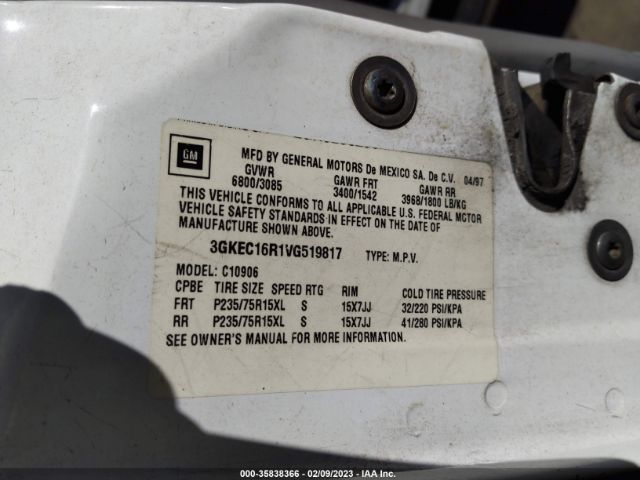 GM
MFD BY GENERAL MOTORS De MEXICO SA. De C.V. 04/97
GVWR GAWR FRT GAWR RR
6800/3085 3400/1542 3968/1800 LB/KG
THIS VEHICLE CONFORMS TO ALL APPLICABLE U.S. FEDERAL MOTOR
VEHICLE SAFETY STANDARDS IN EFFECT ON THE DATE OF
MANUFACTURE SHOWN ABOVE.
3GKEC16R1VG519817 TYPE: M.P.V.
MODEL: C10906
CPBE TIRE SIZE SPEED RTG RIM COLD TIRE PRESSURE
FRT P235/75R15XL S 15X7JJ 32/220 PSI/KPA
RR P235/75R15XL S 15X7JJ 41/280 PSI/KPA
SEE OWNER'S MANUAL FOR MORE INFORMATION.
000-35838366 | 02/09/2023 | IAA Inc.